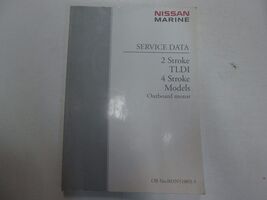 NISSAN
MARINE
SERVICE DATA
2 Stroke
TLDI
4 Stroke
Models
Outboard motor